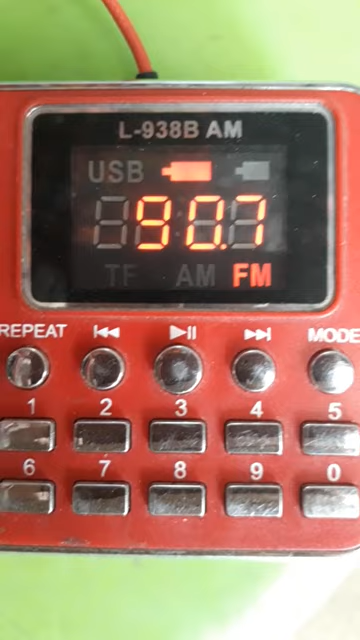 L-938B AM
USB
90.7
TF AM FM
REPEAT MODE
1 2 3 4 5
6 7 8 9 0